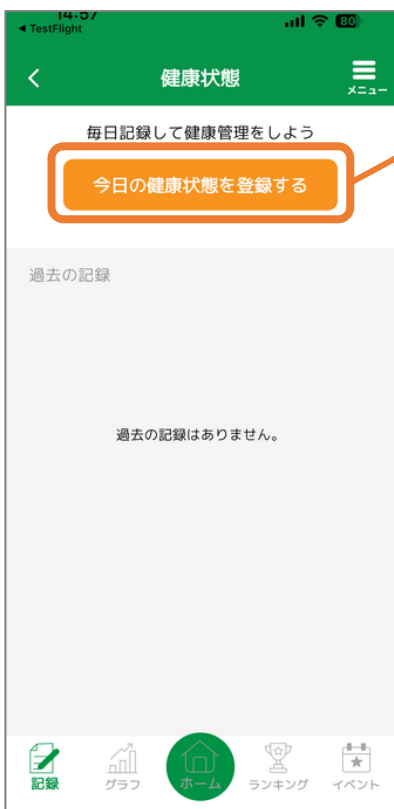 14:57
◀ TestFlight
80
健康状態
メニュー
毎日記録して健康管理をしよう
今日の健康状態を登録する
過去の記録
過去の記録はありません。
記録
グラフ
ホーム
ランキング
イベント